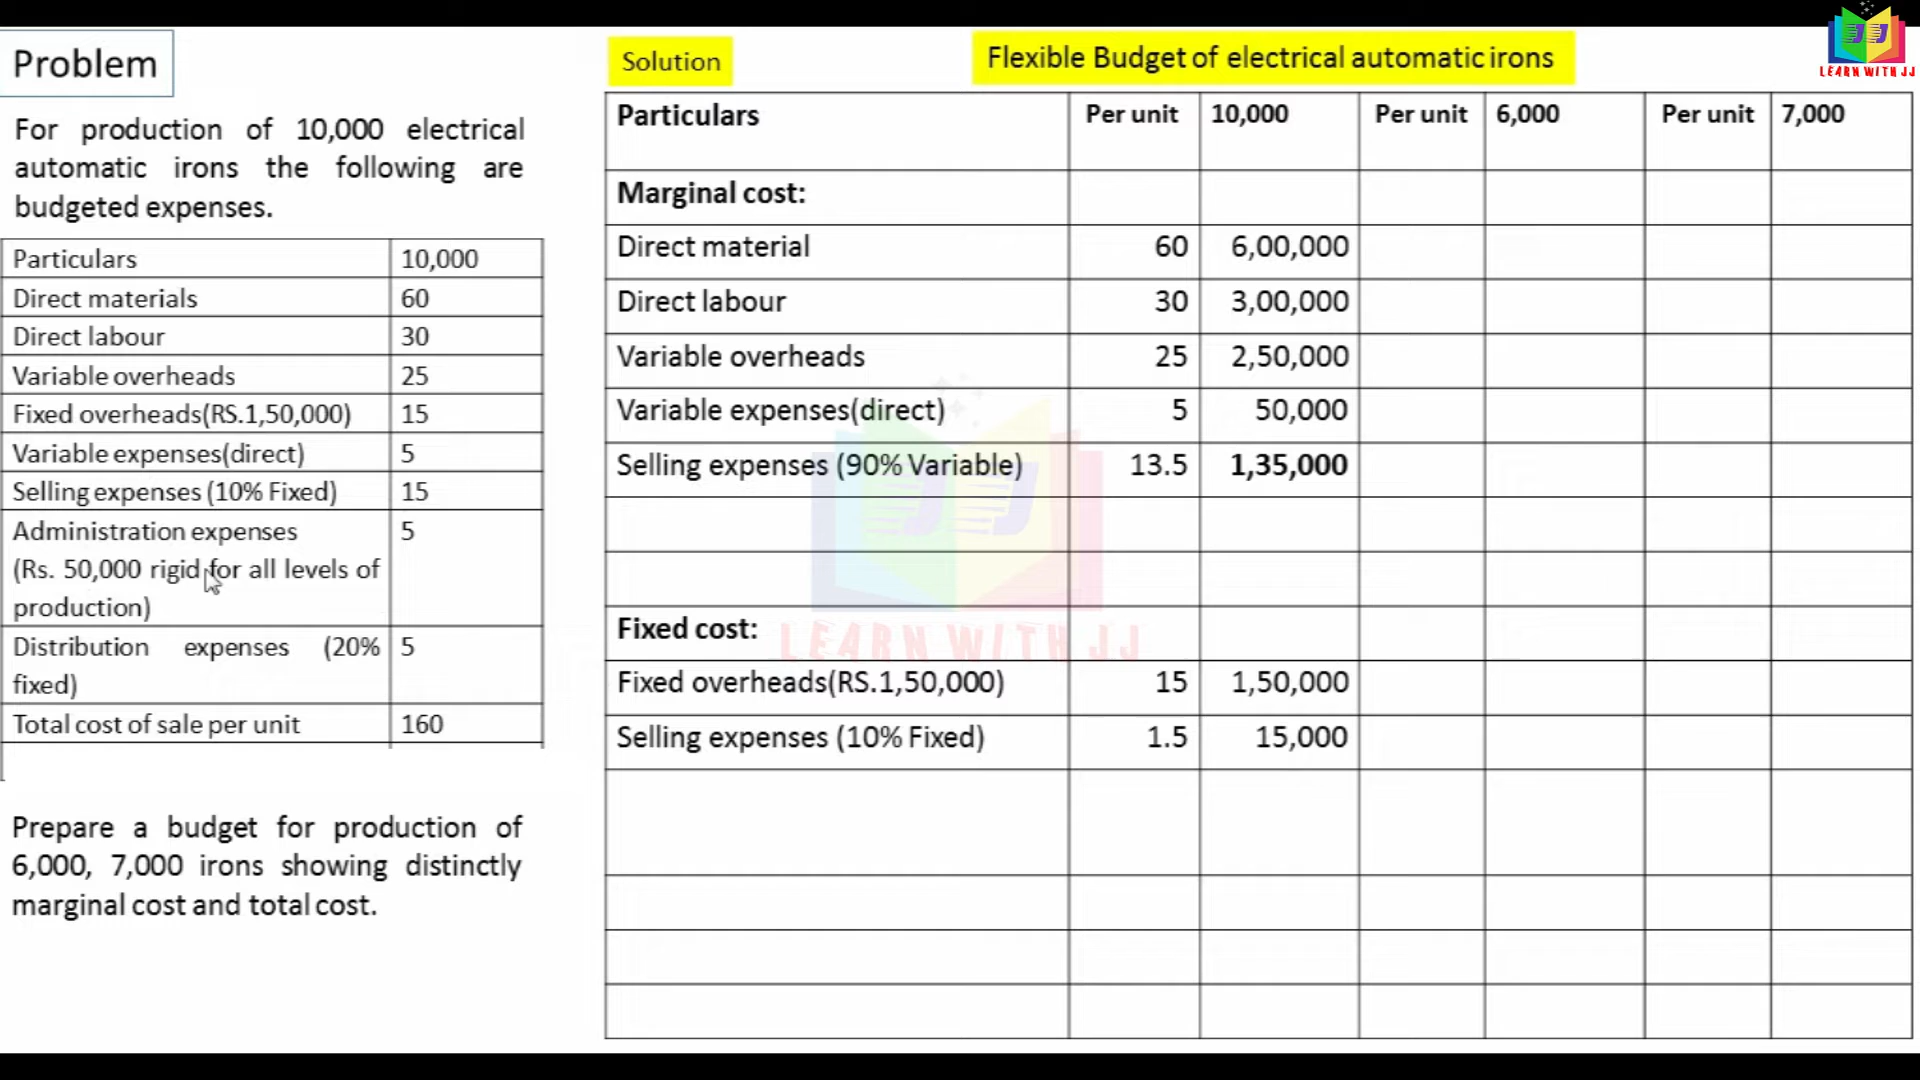 Problem
For production of 10,000 electrical
automatic irons the following are
budgeted expenses.
Particulars 10,000
Direct materials 60
Direct labour 30
Variable overheads 25
Fixed overheads(RS.1,50,000) 15
Variable expenses(direct) 5
Selling expenses (10% Fixed) 15
Administration expenses 5
(Rs. 50,000 rigid for all levels of
production)
Distribution expenses (20% 5
fixed)
Total cost of sale per unit 160
Prepare a budget for production of
6,000, 7,000 irons showing distinctly
marginal cost and total cost.
Solution
Flexible Budget of electrical automatic irons
Particulars Per unit 10,000 Per unit 6,000 Per unit 7,000
Marginal cost:
Direct material 60 6,00,000
Direct labour 30 3,00,000
Variable overheads 25 2,50,000
Variable expenses(direct) 5 50,000
Selling expenses (90% Variable) 13.5 1,35,000
Fixed cost:
Fixed overheads(RS.1,50,000) 15 1,50,000
Selling expenses (10% Fixed) 1.5 15,000
JJ
LEARN WITH JJ
JJ
LEARN WITH JJ